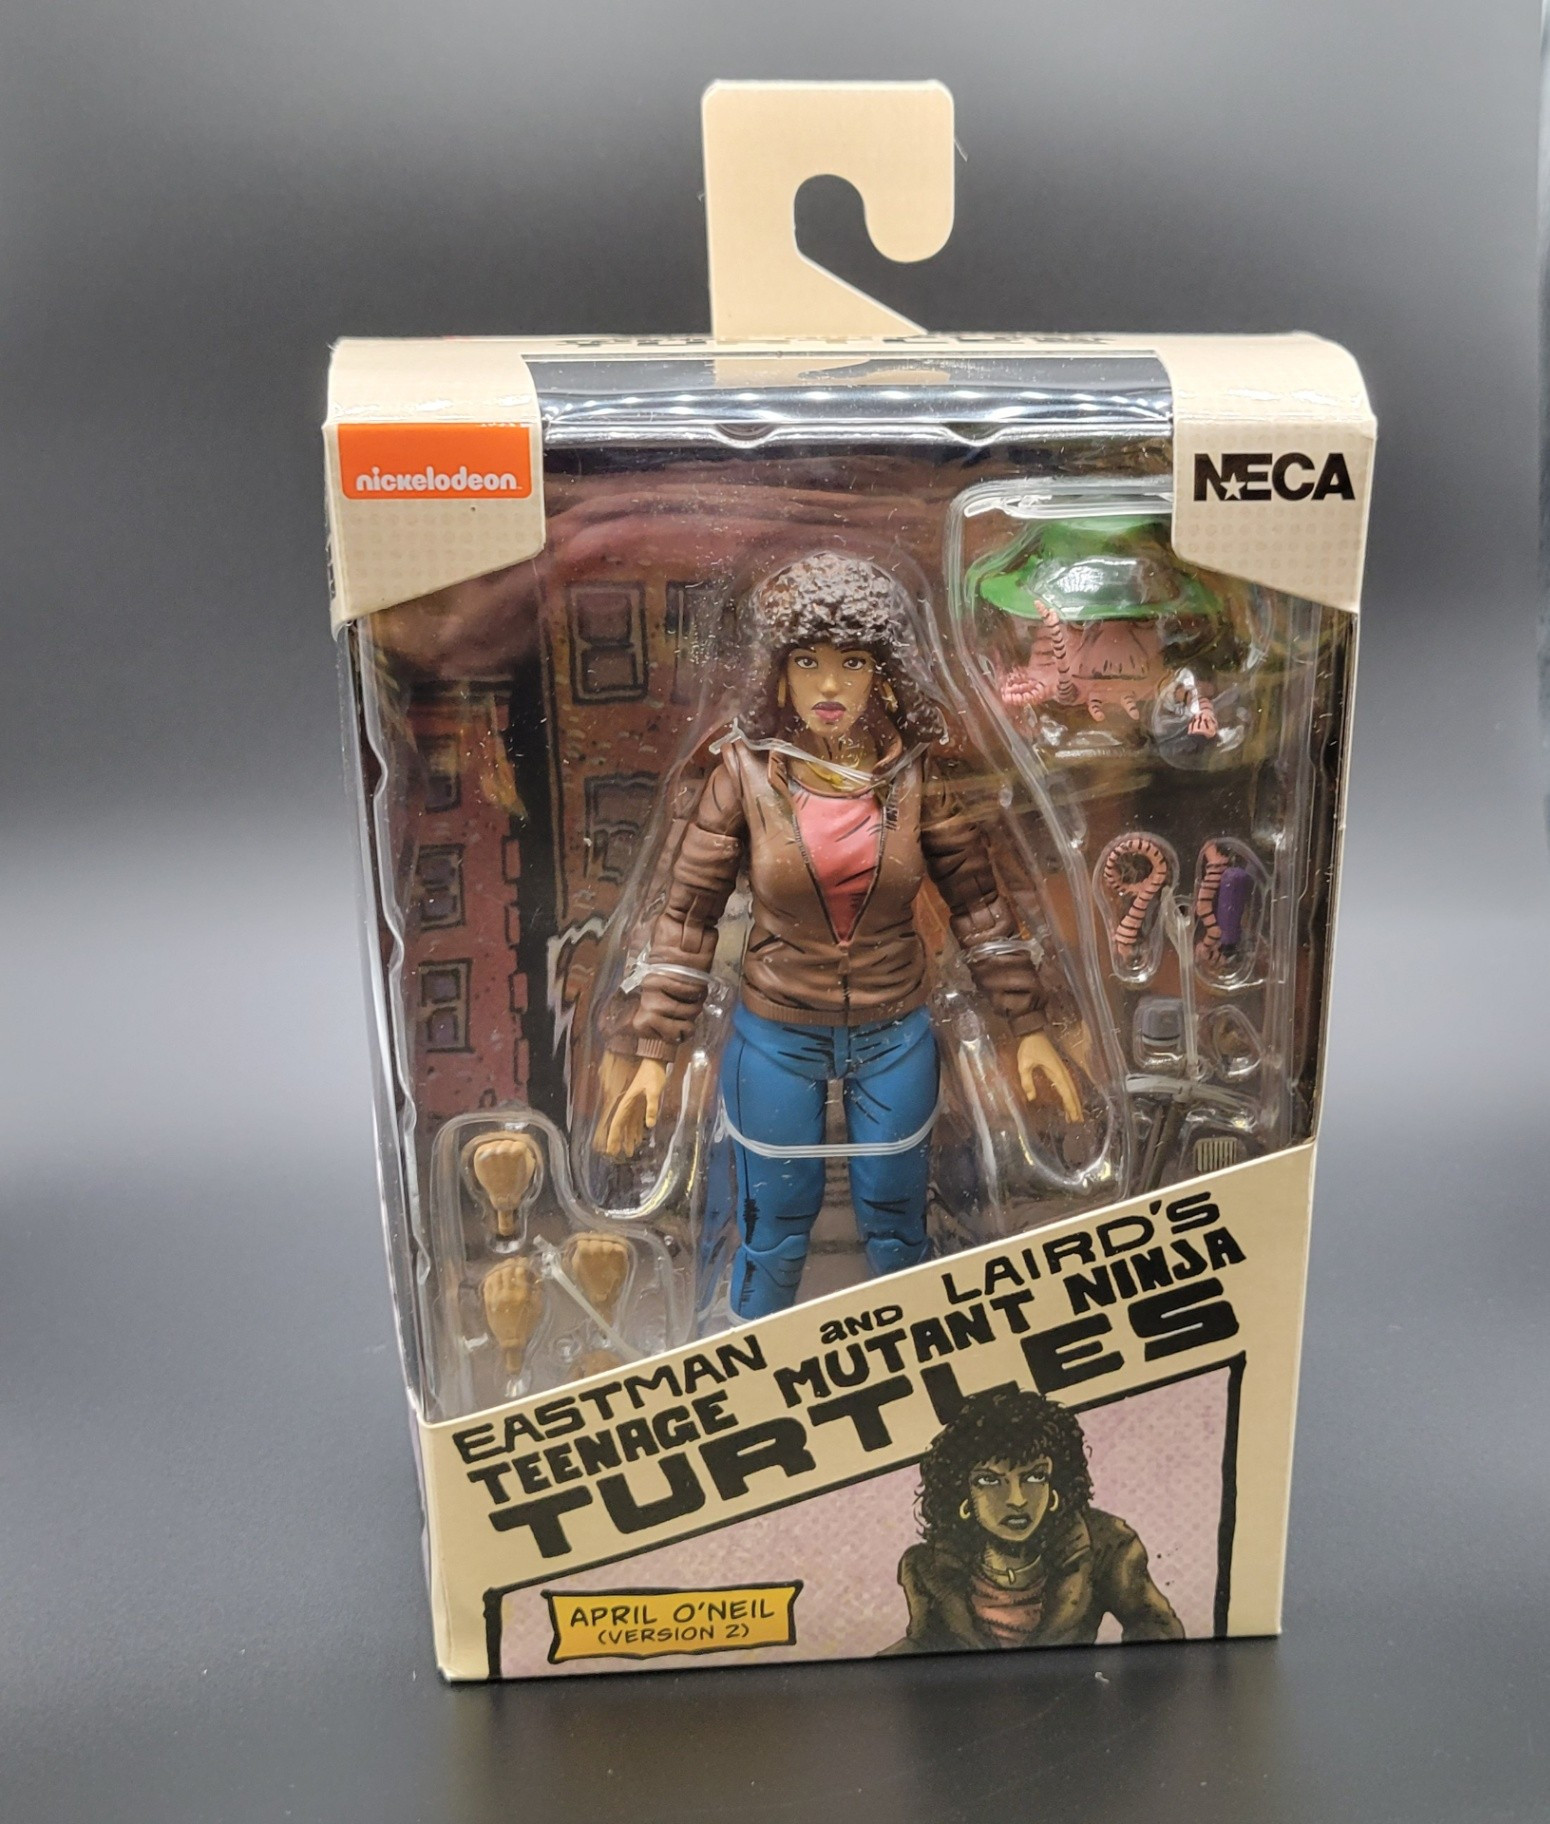 nickelodeon
NECA
EASTMAN AND LAIRD'S
TEENAGE MUTANT NINJA
TURTLES
APRIL O'NEIL
(VERSION 2)